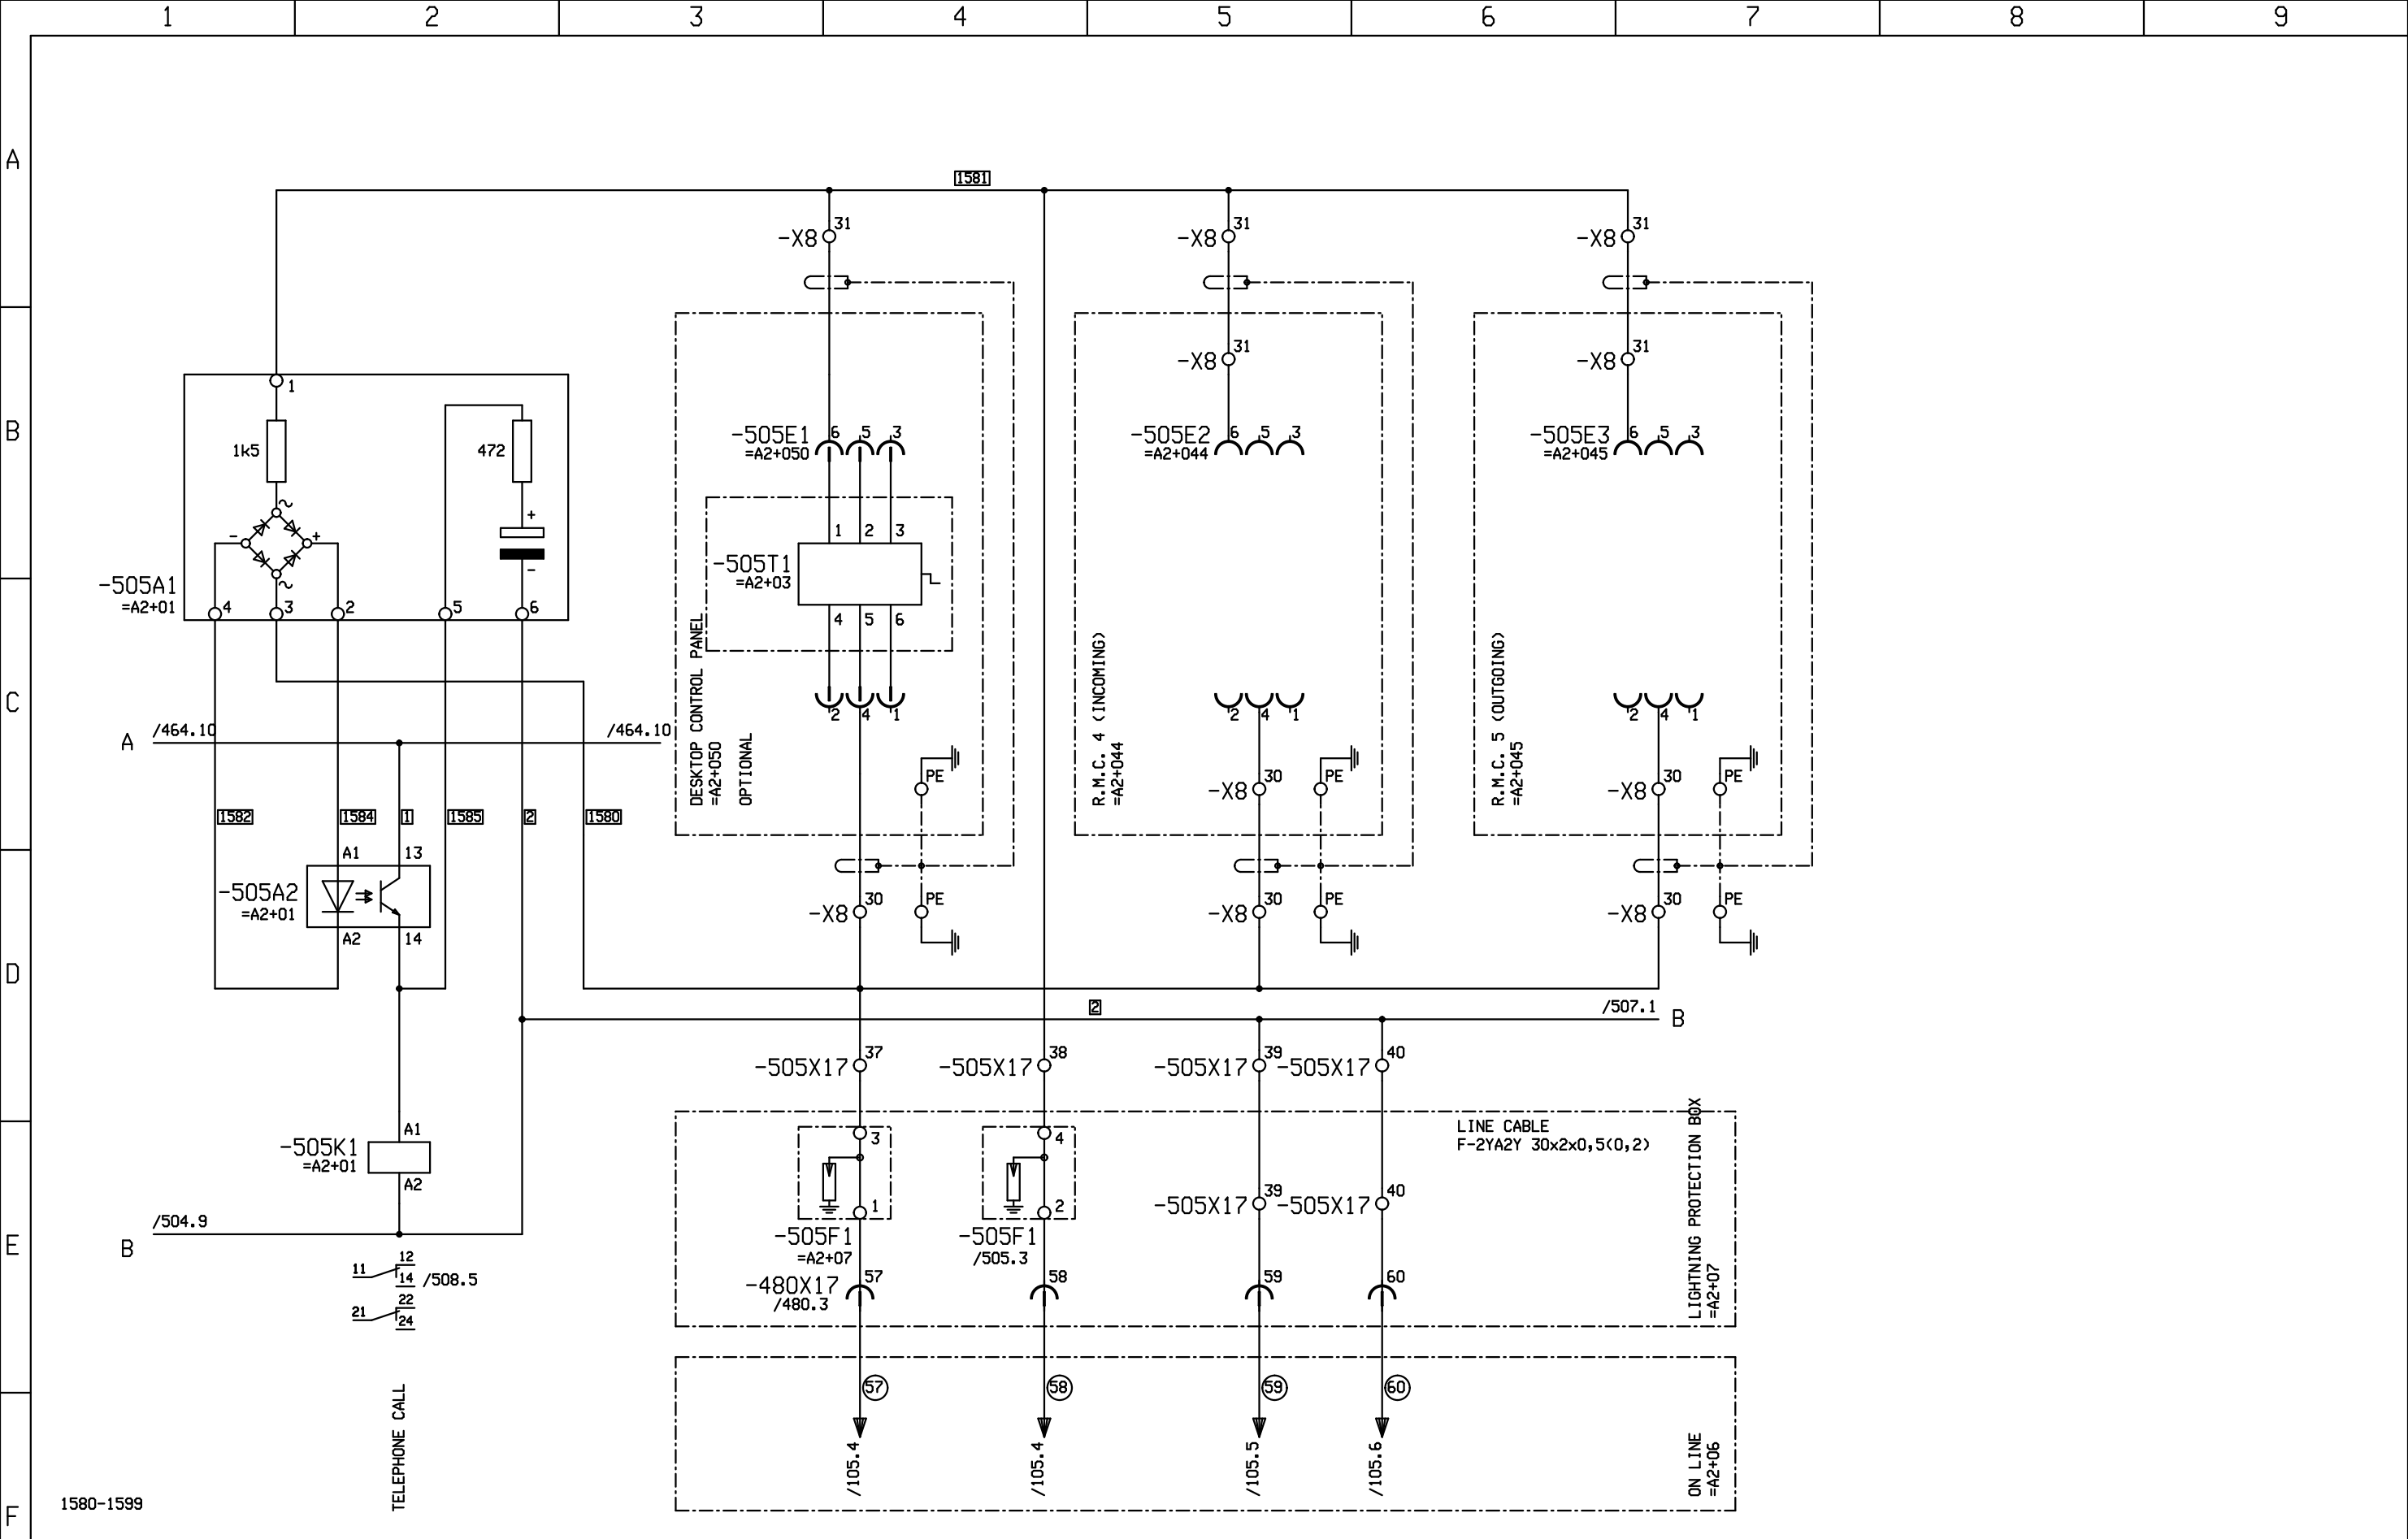 1 2 3 4 5 6 7 8 9
A
B
C
D
E
F
1581
-X8 31
-X8 31
-X8 31
-X8 31
-X8 31
1
1k5
472
~
- +
~
+
-
-505A1
=A2+01
4 3 2 5 6
-505E1
=A2+050
6 5 3
-505E2
=A2+044
6 5 3
-505E3
=A2+045
6 5 3
1 2 3
-505T1
=A2+03
4 5 6
2 4 1
2 4 1
2 4 1
DESKTOP CONTROL PANEL
=A2+050
OPTIONAL
R.M.C. 4 (INCOMING)
=A2+044
R.M.C. 5 (OUTGOING)
=A2+045
A /464.10 /464.10
PE
-X8 30 PE
-X8 30 PE
1582 1584 1 1585 2 1580
A1 13
-505A2
=A2+01
A2 14
-X8 30 PE
-X8 30 PE
-X8 30 PE
2
/507.1 B
-505X17 37
-505X17 38
-505X17 39
-505X17 40
LINE CABLE
F-2YA2Y 30x2x0,5(0,2)
LIGHTNING PROTECTION BOX
=A2+07
A1
-505K1
=A2+01
A2
3
1
-505F1
=A2+07
4
2
-505F1
/505.3
-505X17 39
-505X17 40
/504.9
B
-480X17
/480.3
57
58
59
60
12
11 14 /508.5
22
21 24
57 58 59 60
/105.4
/105.4
/105.5
/105.6
ON LINE
=A2+06
TELEPHONE CALL
1580-1599